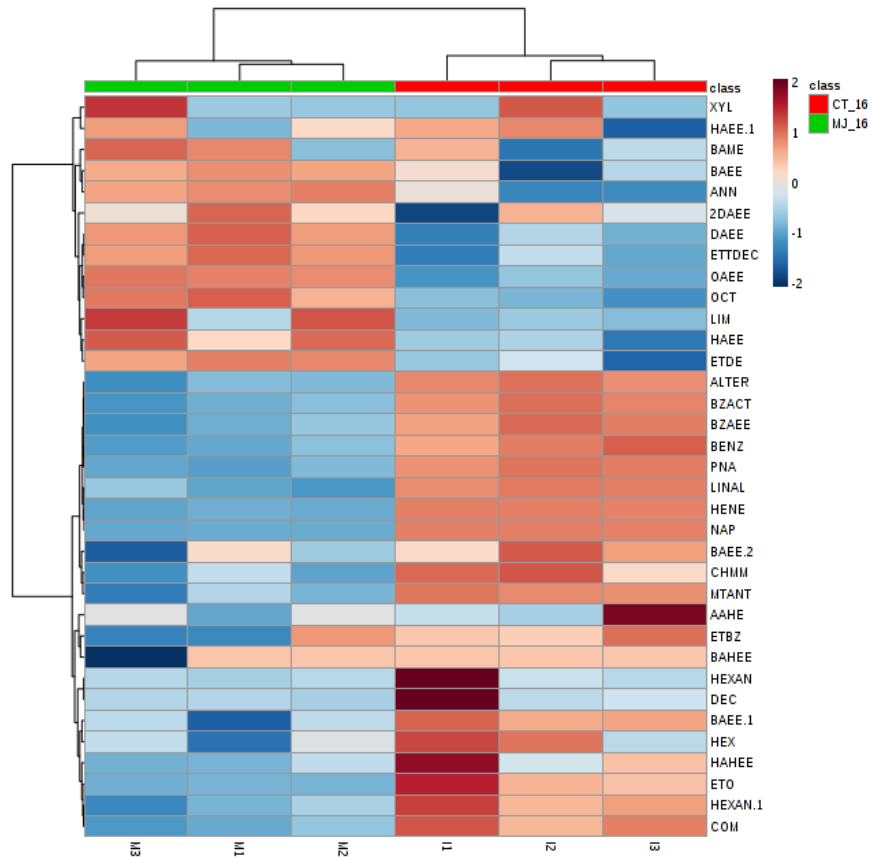 class
XYL
HAEE.1
BAME
BAEE
ANN
2DAEE
DAEE
ETTDEC
OAEE
OCT
LIM
HAEE
ETDE
ALTER
BZACT
BZAEE
BENZ
PNA
LINAL
HENE
NAP
BAEE.2
CHMM
MTANT
AAHE
ETBZ
BAHEE
HEXAN
DEC
BAEE.1
HEX
HAHEE
ETO
HEXAN.1
COM
M3 M1 M2 I1 I2 I3
2
1
0
-1
-2
class
CT_16
MJ_16